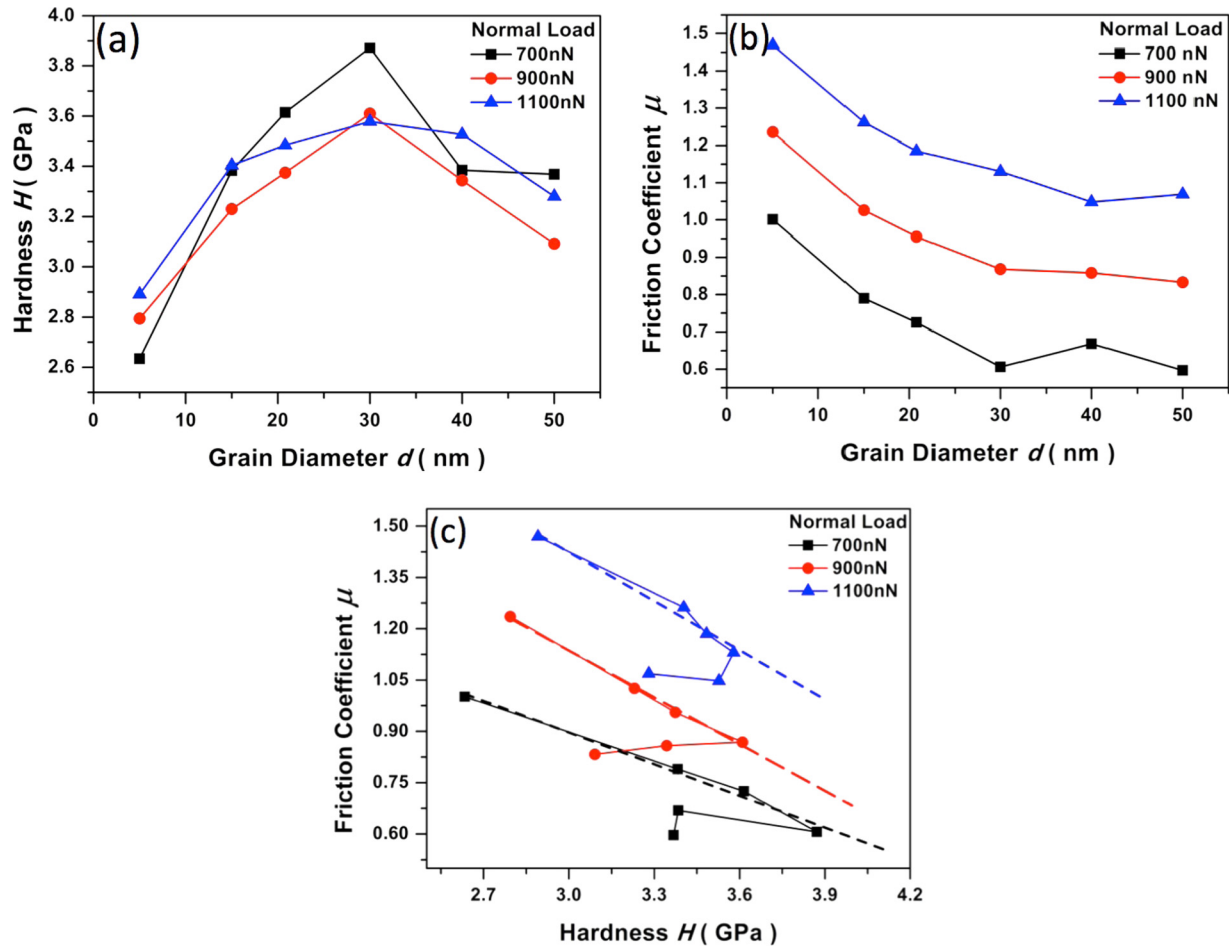 (a)
Normal Load
700nN
900nN
1100nN
4.0
3.8
3.6
3.4
3.2
3.0
2.8
2.6
Hardness H ( GPa)
0 10 20 30 40 50
Grain Diameter d ( nm )
(b)
Normal Load
700 nN
900 nN
1100 nN
1.5
1.4
1.3
1.2
1.0
0.9
0.8
0.7
0.6
Friction Coefficient μ
0 10 20 30 40 50
Grain Diameter d ( nm )
(c)
Normal Load
700nN
900nN
1100nN
1.50
1.35
1.20
1.05
0.90
0.75
0.60
Friction Coefficient μ
2.7 3.0 3.3 3.6 3.9 4.2
Hardness H ( GPa )